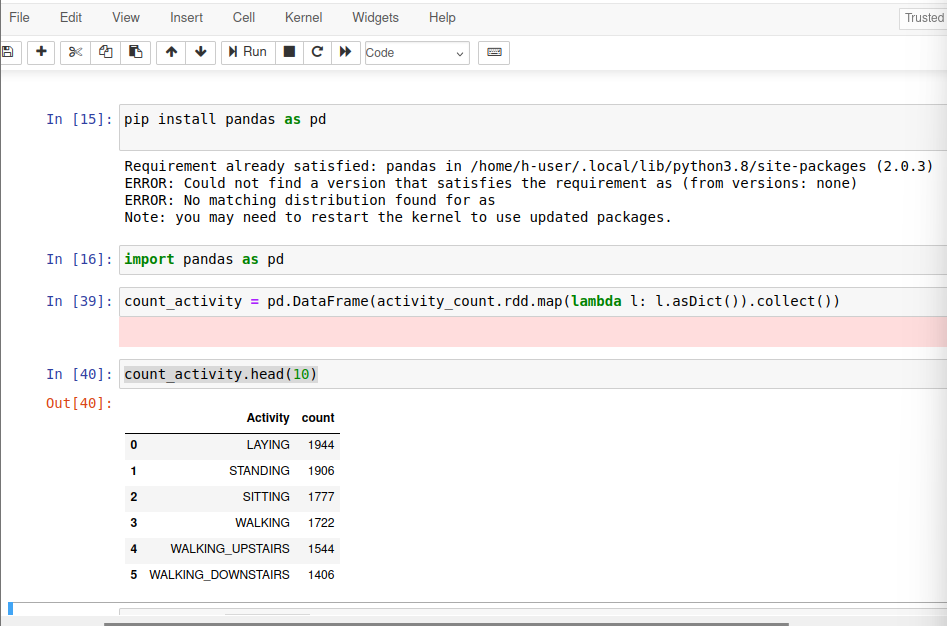 File Edit View Insert Cell Kernel Widgets Help Trusted
Run Code
In [15]: pip install pandas as pd
Requirement already satisfied: pandas in /home/h-user/.local/lib/python3.8/site-packages (2.0.3)
ERROR: Could not find a version that satisfies the requirement as (from versions: none)
ERROR: No matching distribution found for as
Note: you may need to restart the kernel to use updated packages.
In [16]: import pandas as pd
In [39]: count_activity = pd.DataFrame(activity_count.rdd.map(lambda l: l.asDict()).collect())
In [40]: count_activity.head(10)
Out[40]:
Activity count
0 LAYING 1944
1 STANDING 1906
2 SITTING 1777
3 WALKING 1722
4 WALKING_UPSTAIRS 1544
5 WALKING_DOWNSTAIRS 1406